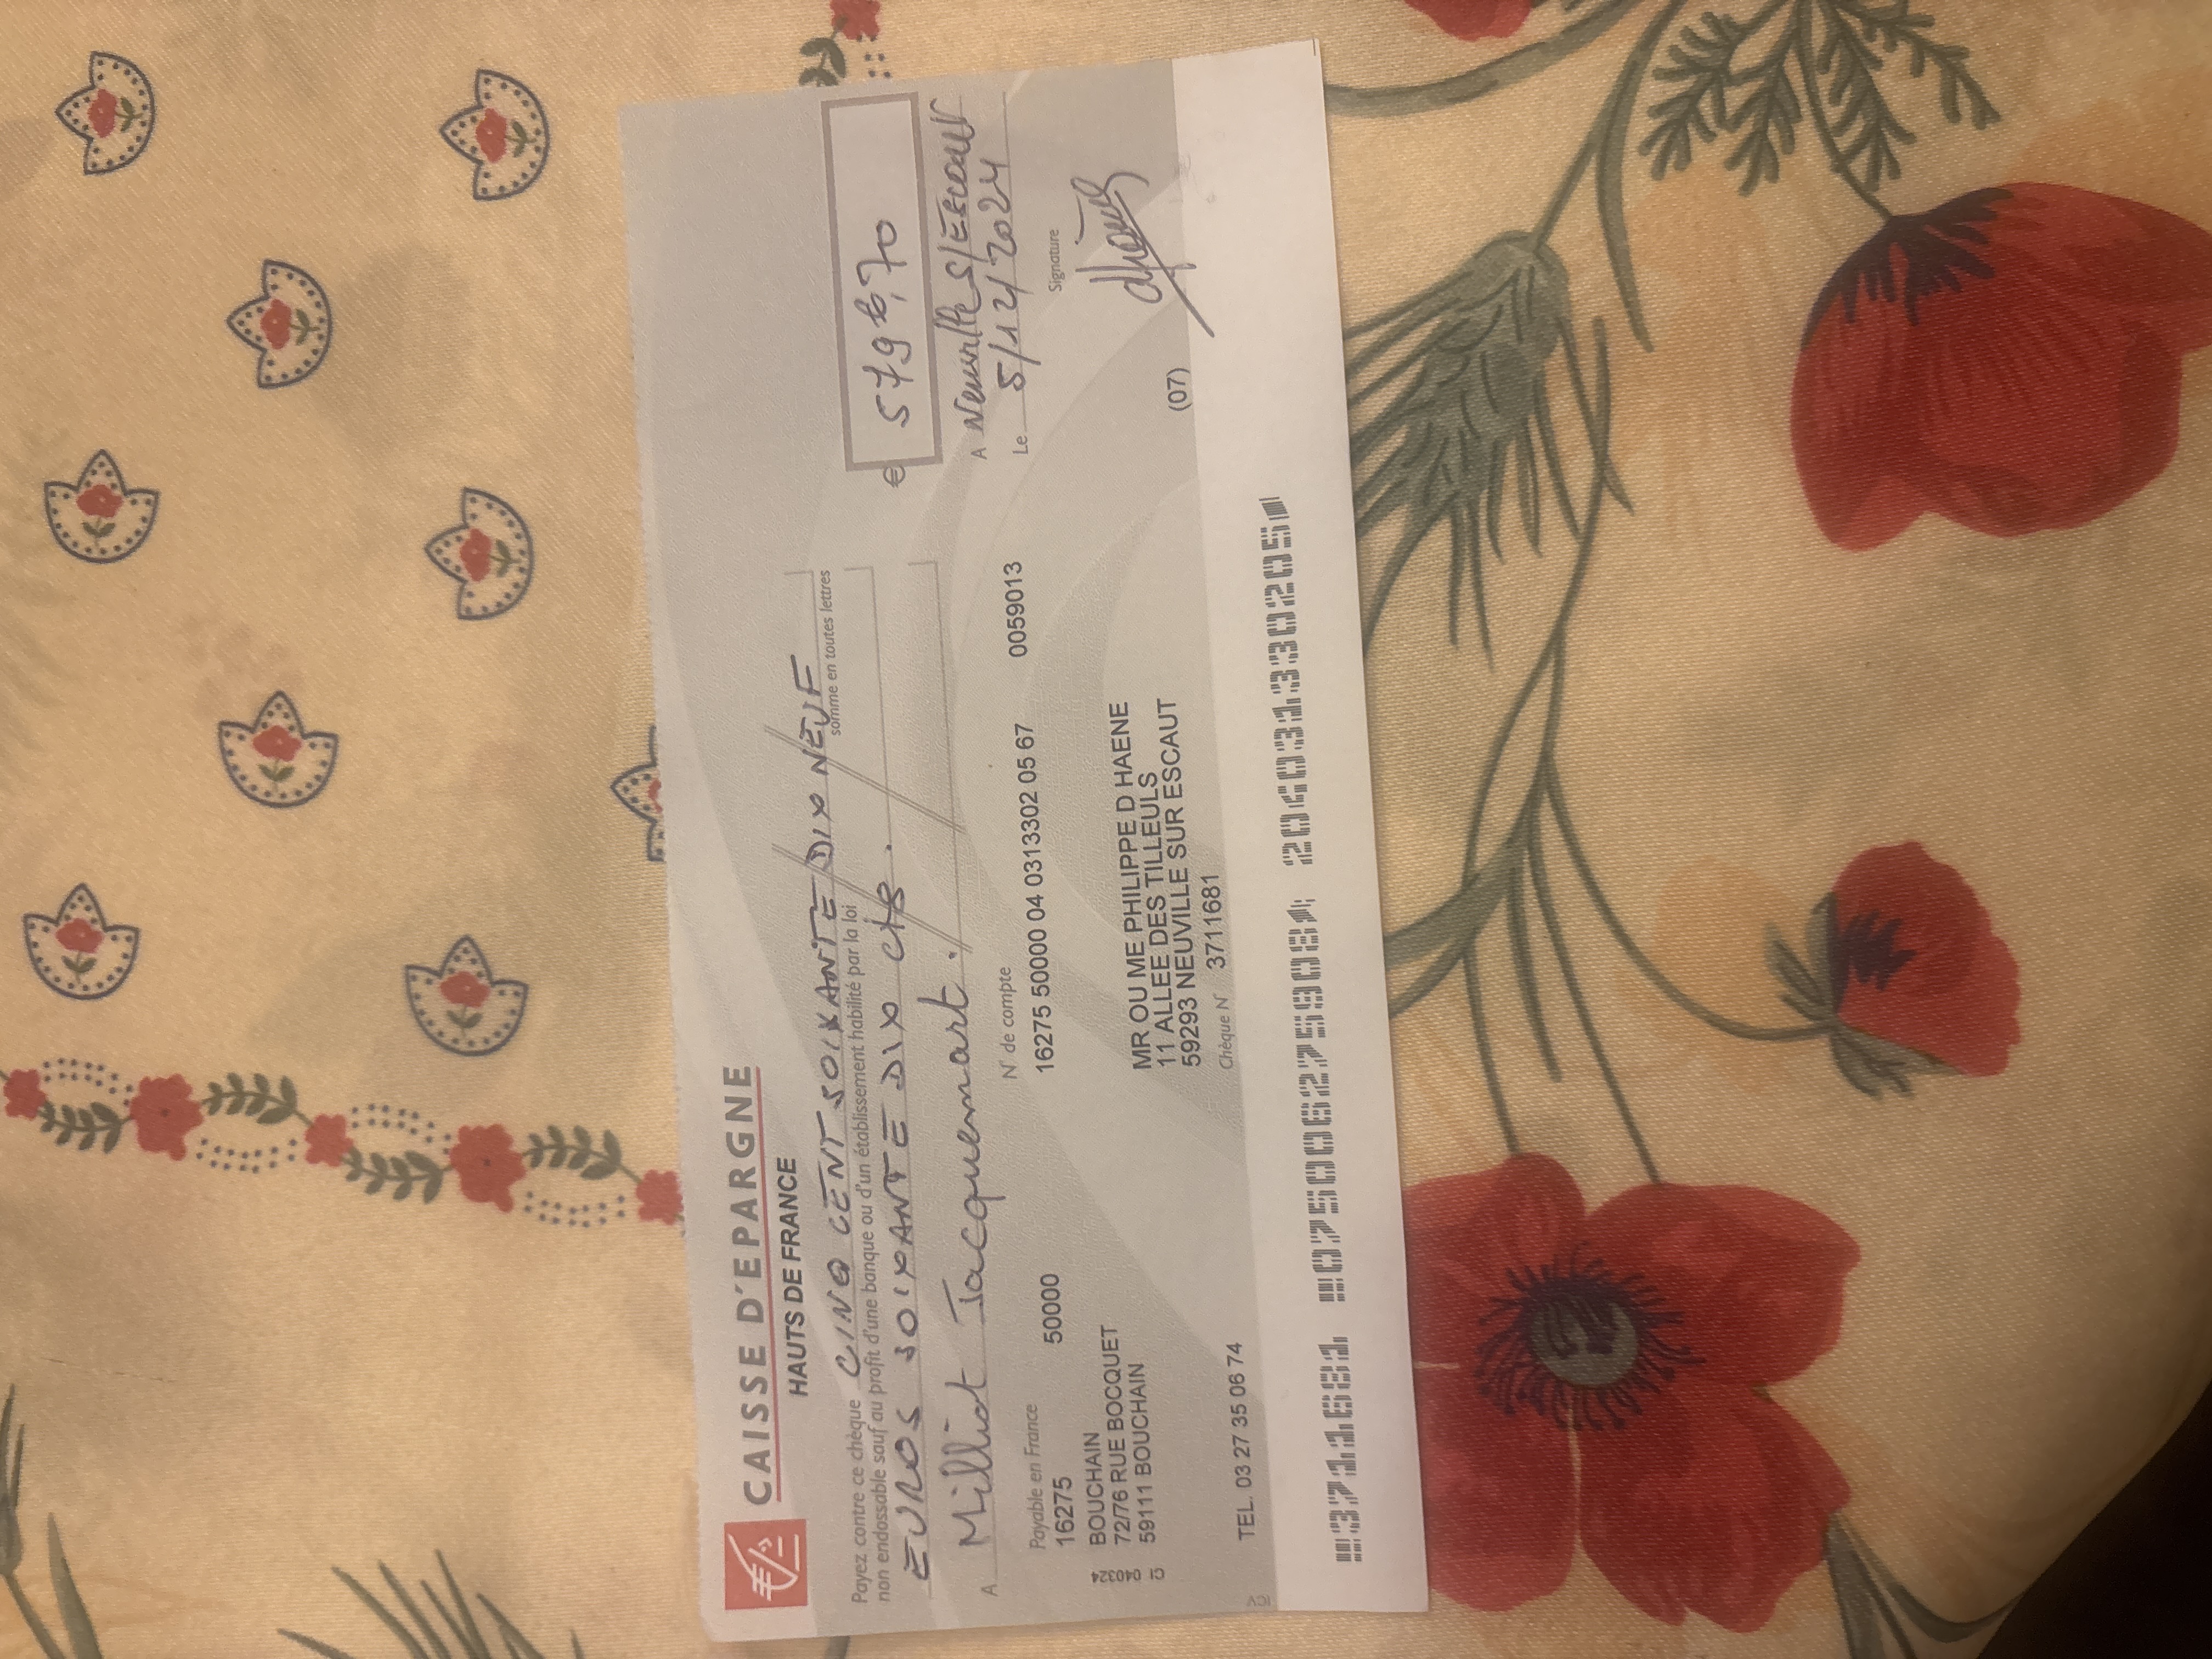 CAISSE D'EPARGNE
HAUTS DE FRANCE
Payez contre ce chèque CINQ CENT SOIXANTE DIX NEUF
non endossable sauf au profit d'une banque ou d'un établissement habilité par la loi
somme en toutes lettres
EUROS SOIXANTE DIX CTS.
€ 579€,70
A Milliot Jacquemart.
A Neuville S/Escaut
Le 5/12/2024
Payable en France
16275 50000
N° de compte
16275 50000 04 0313302 05 67 0059013
Signature
BOUCHAIN
72/76 RUE BOCQUET
59111 BOUCHAIN
CI 040324
MR OU ME PHILIPPE D HAENE
11 ALLEE DES TILLEULS
59293 NEUVILLE SUR ESCAUT
(07)
Chèque N° 3711681
TEL. 03 27 35 06 74
3711681 075006275908 204031330205